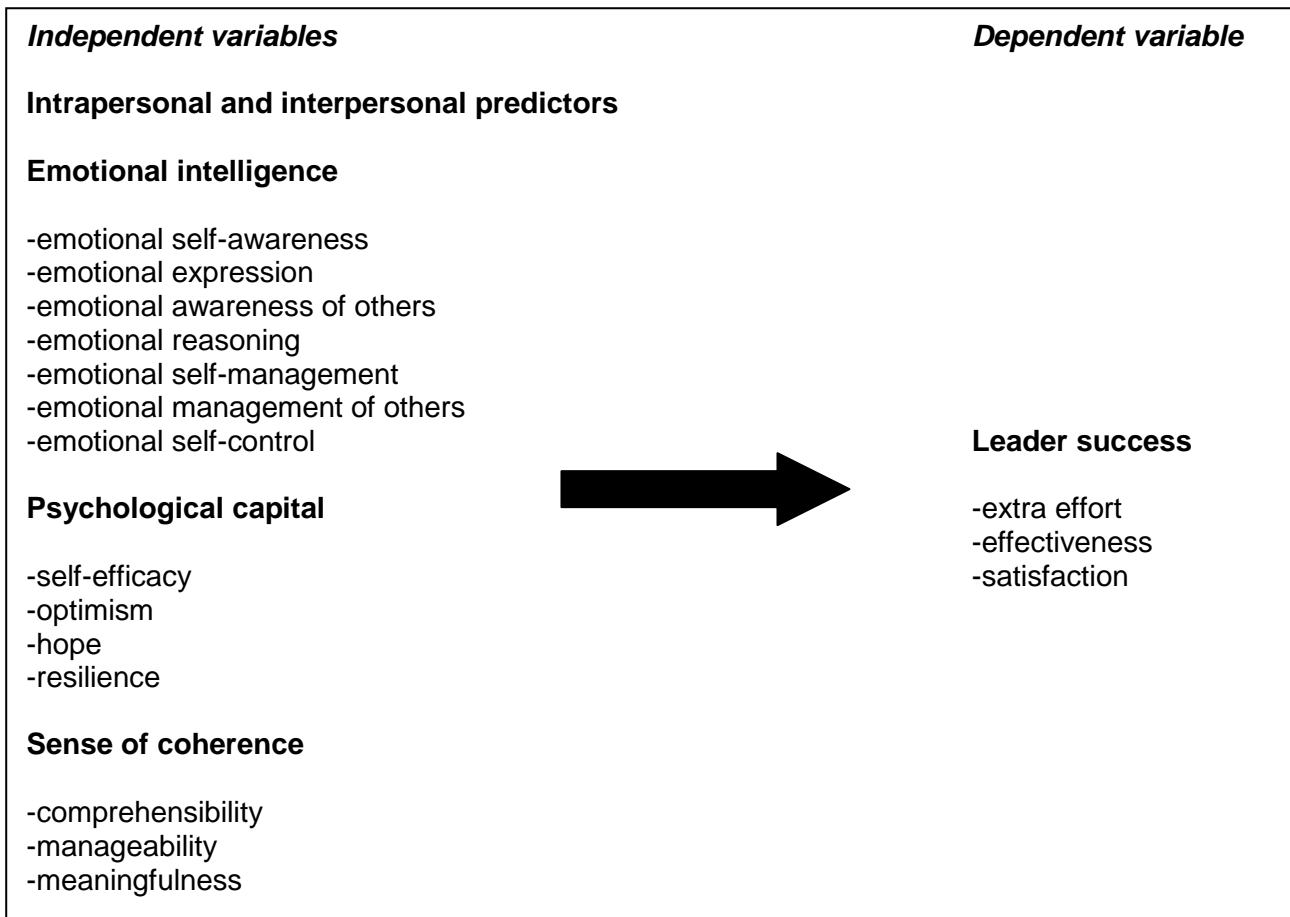 Independent variables
Dependent variable
Intrapersonal and interpersonal predictors
Emotional intelligence
-emotional self-awareness
-emotional expression
-emotional awareness of others
-emotional reasoning
-emotional self-management
-emotional management of others
-emotional self-control
Psychological capital
-self-efficacy
-optimism
-hope
-resilience
Sense of coherence
-comprehensibility
-manageability
-meaningfulness
Leader success
-extra effort
-effectiveness
-satisfaction